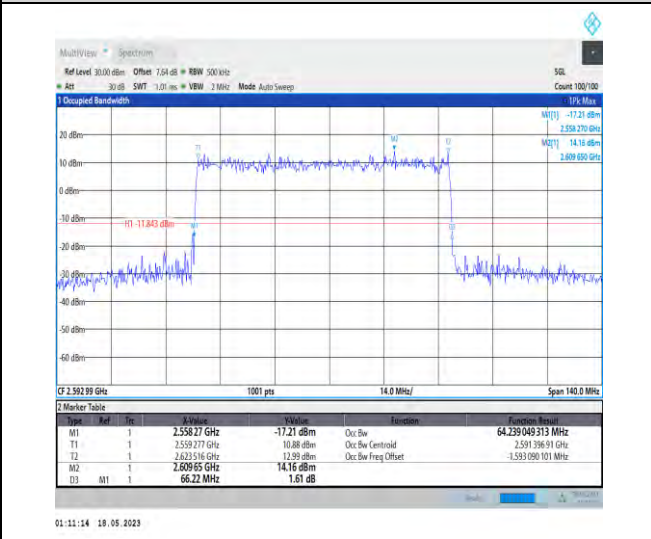 MultiView Spectrum
Ref Level 30.00 dBm Offset 7.64 dB RBW 500 kHz SGL
Att 30 dB SWT 1.01 ms VBW 2 MHz Mode Auto Sweep Count 100/100
1 Occupied Bandwidth 1Pk Max
M1[1] -17.21 dBm
2.558 270 GHz
M2[1] 14.16 dBm
2.609 650 GHz
20 dBm
M2
T1
T2
10 dBm
0 dBm
-10 dBm
H1 -11.843 dBm
M1
D3
-20 dBm
-30 dBm
-40 dBm
-50 dBm
-60 dBm
CF 2.592 99 GHz 1001 pts 14.0 MHz/ Span 140.0 MHz
2 Marker Table
Type Ref Trc X-Value Y-Value Function Function Result
M1 1 2.558 27 GHz -17.21 dBm Occ Bw 64.239 049 313 MHz
T1 1 2.559 277 GHz 10.88 dBm Occ Bw Centroid 2.591 396 91 GHz
T2 1 2.623 516 GHz 12.99 dBm Occ Bw Freq Offset -1.593 090 101 MHz
M2 1 2.609 65 GHz 14.16 dBm
D3 M1 1 66.22 MHz 1.61 dB
01:11:14 18.05.2023